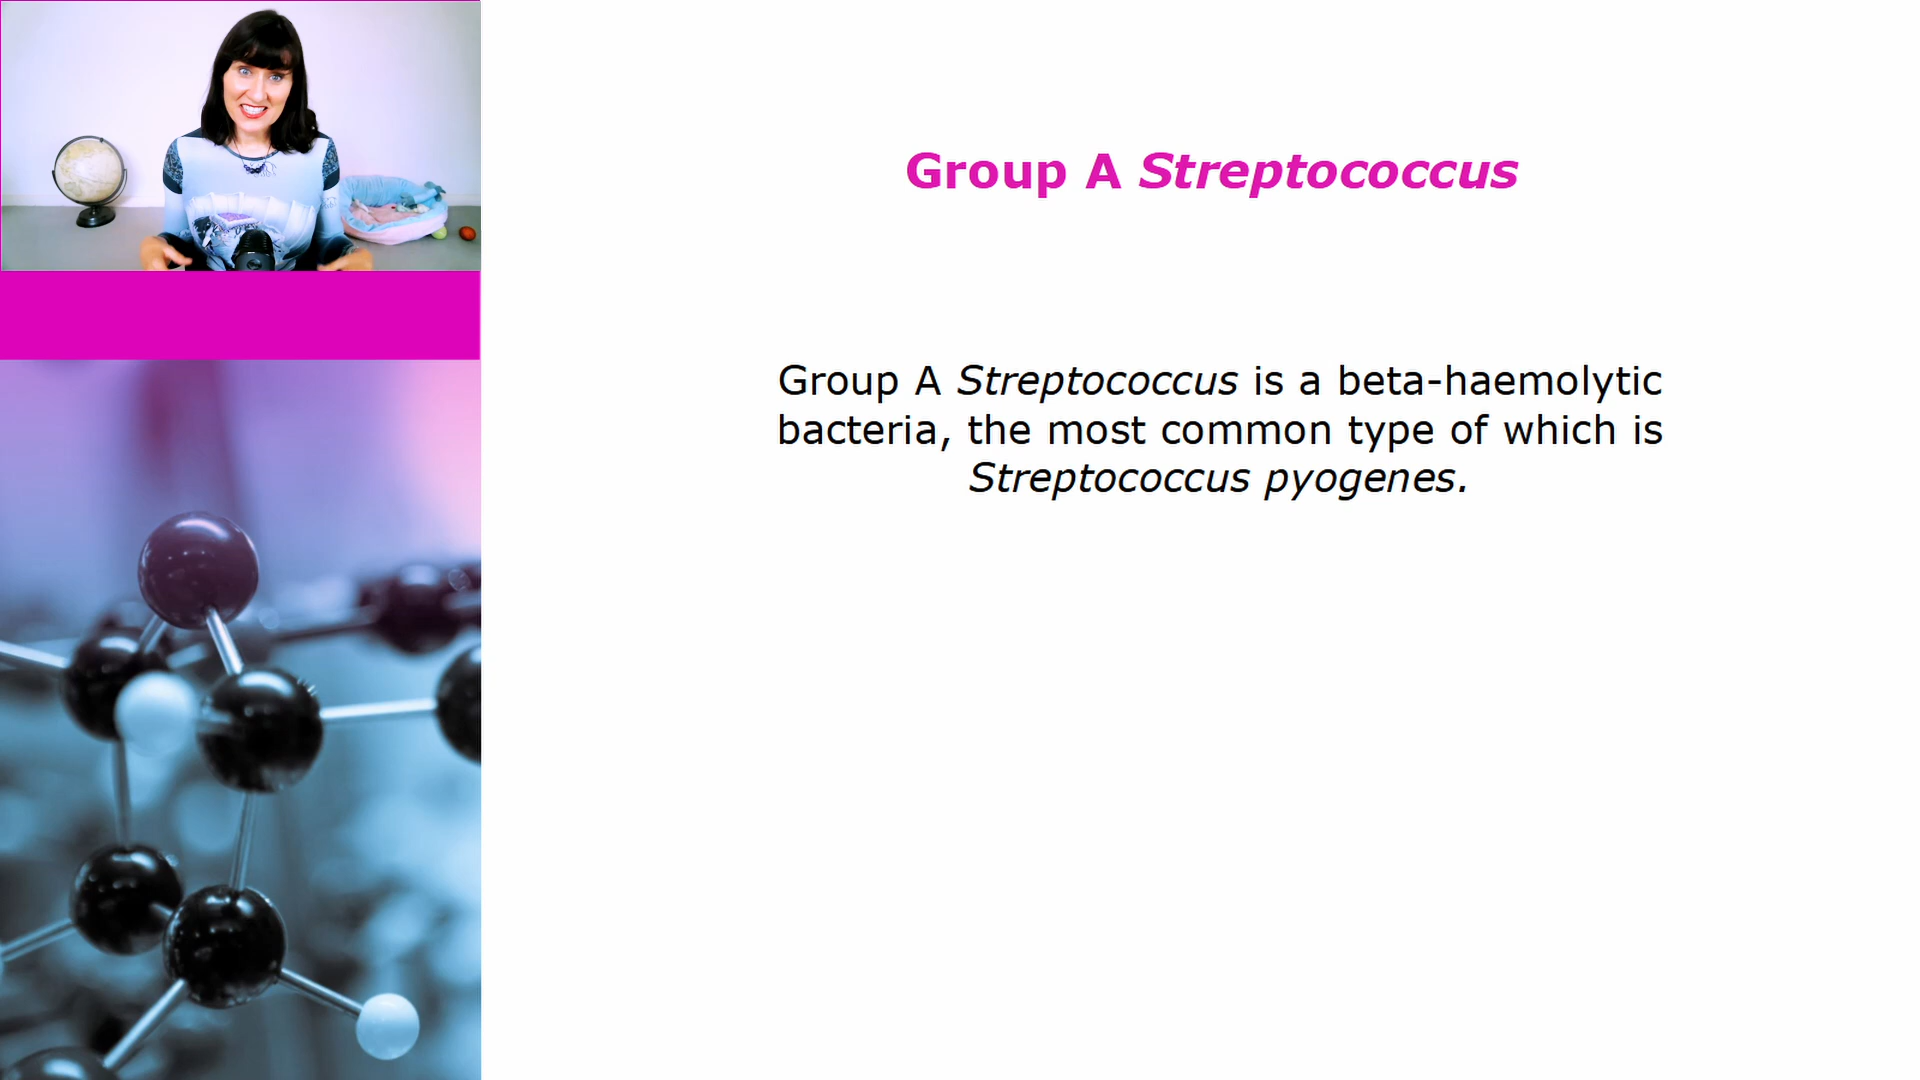 Group A Streptococcus
Group A Streptococcus is a beta-haemolytic
bacteria, the most common type of which is
Streptococcus pyogenes.